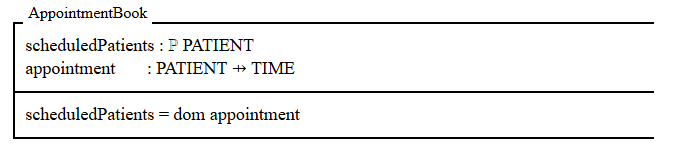 AppointmentBook
scheduledPatients : ℙ PATIENT
appointment : PATIENT ⇸ TIME
scheduledPatients = dom appointment